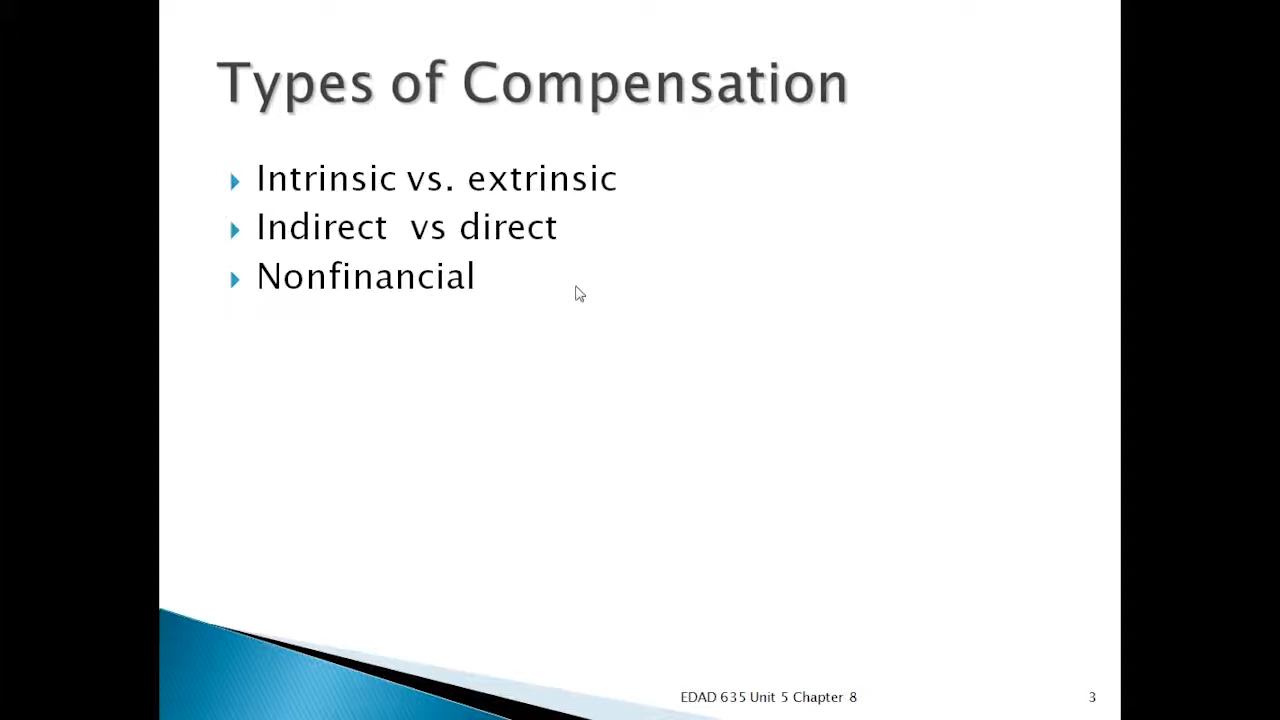 Types of Compensation
Intrinsic vs. extrinsic
Indirect  vs direct
Nonfinancial
EDAD 635 Unit 5 Chapter 8
3